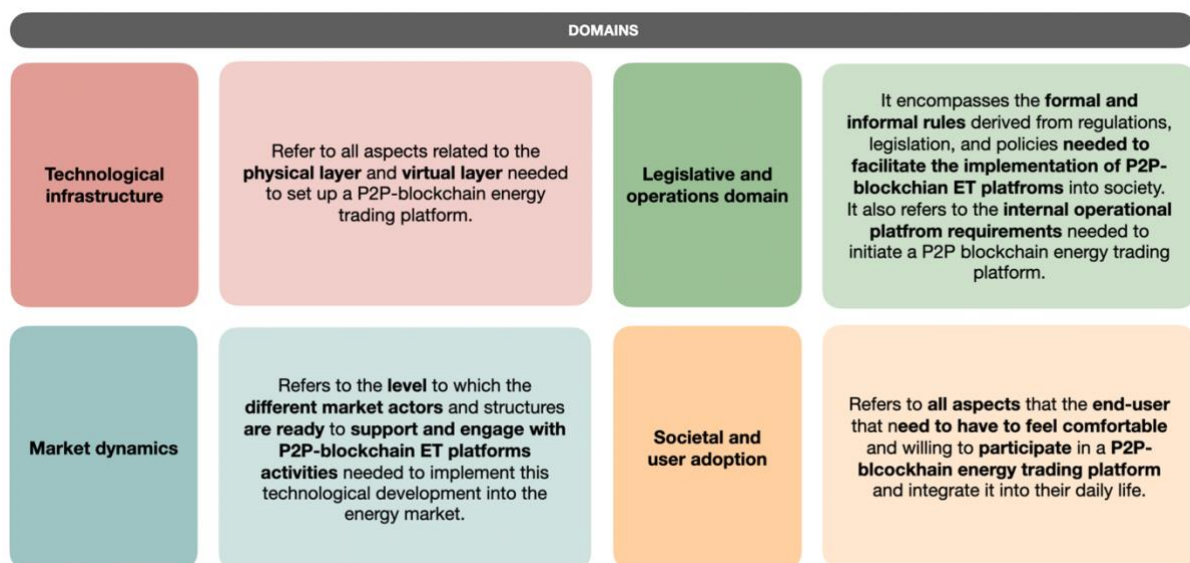 DOMAINS
Technological
infrastructure
Refer to all aspects related to the
physical layer and virtual layer needed
to set up a P2P-blockchain energy
trading platform.
Legislative and
operations domain
It encompasses the formal and
informal rules derived from regulations,
legislation, and policies needed to
facilitate the implementation of P2P-
blockchian ET platfroms into society.
It also refers to the internal operational
platfrom requirements needed to
initiate a P2P blockchain energy trading
platform.
Market dynamics
Refers to the level to which the
different market actors and structures
are ready to support and engage with
P2P-blockchain ET platforms
activities needed to implement this
technological development into the
energy market.
Societal and
user adoption
Refers to all aspects that the end-user
that need to have to feel comfortable
and willing to participate in a P2P-
blcockhain energy trading platform
and integrate it into their daily life.